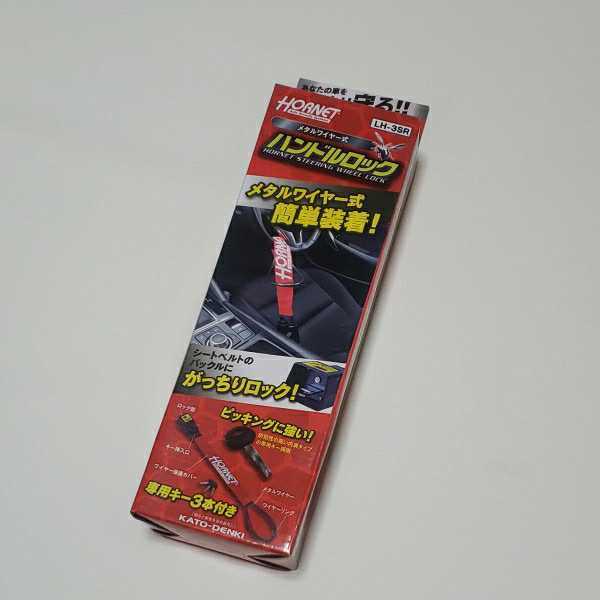 あなたの車を
守る!!
HORNET
LH-3SR
メタルワイヤー式
ハンドルロック
HORNET STEERING WHEEL LOCK
メタルワイヤー式
簡単装着!
HORNET
シートベルトの
バックルに
がっちりロック!
ピッキングに強い!
ロック部
キー挿入口
HORNET
ワイヤー保護カバー
メタルワイヤー
ワイヤーリング
専用キー3本付き
KATO-DENKI